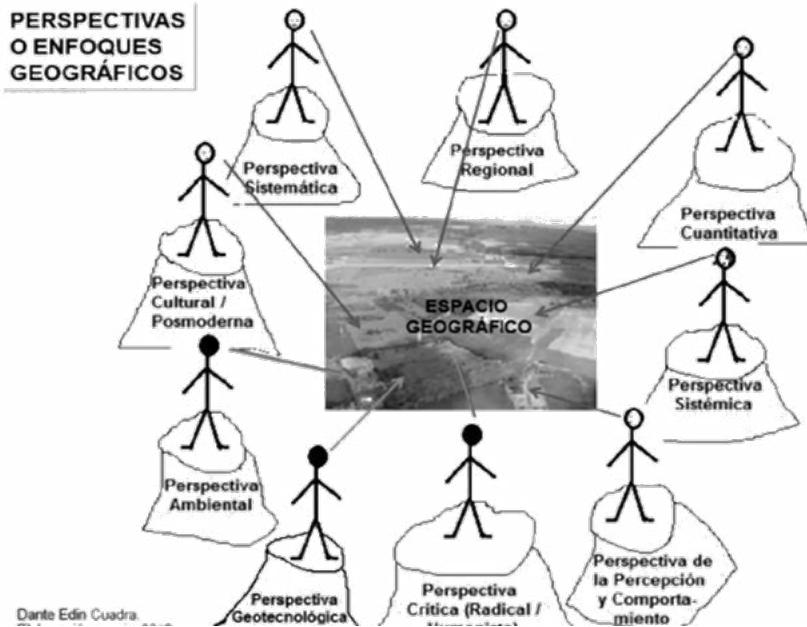 PERSPECTIVAS
O ENFOQUES
GEOGRÁFICOS
Perspectiva
Sistemática
Perspectiva
Regional
Perspectiva
Cuantitativa
Perspectiva
Cultural /
Posmoderna
ESPACIO
GEOGRÁFICO
Perspectiva
Sistémica
Perspectiva
Ambiental
Perspectiva
Geotecnológica
Perspectiva
Crítica (Radical /
Perspectiva de
la Percepción
y Comporta-
miento
Dante Edin Cuadra.